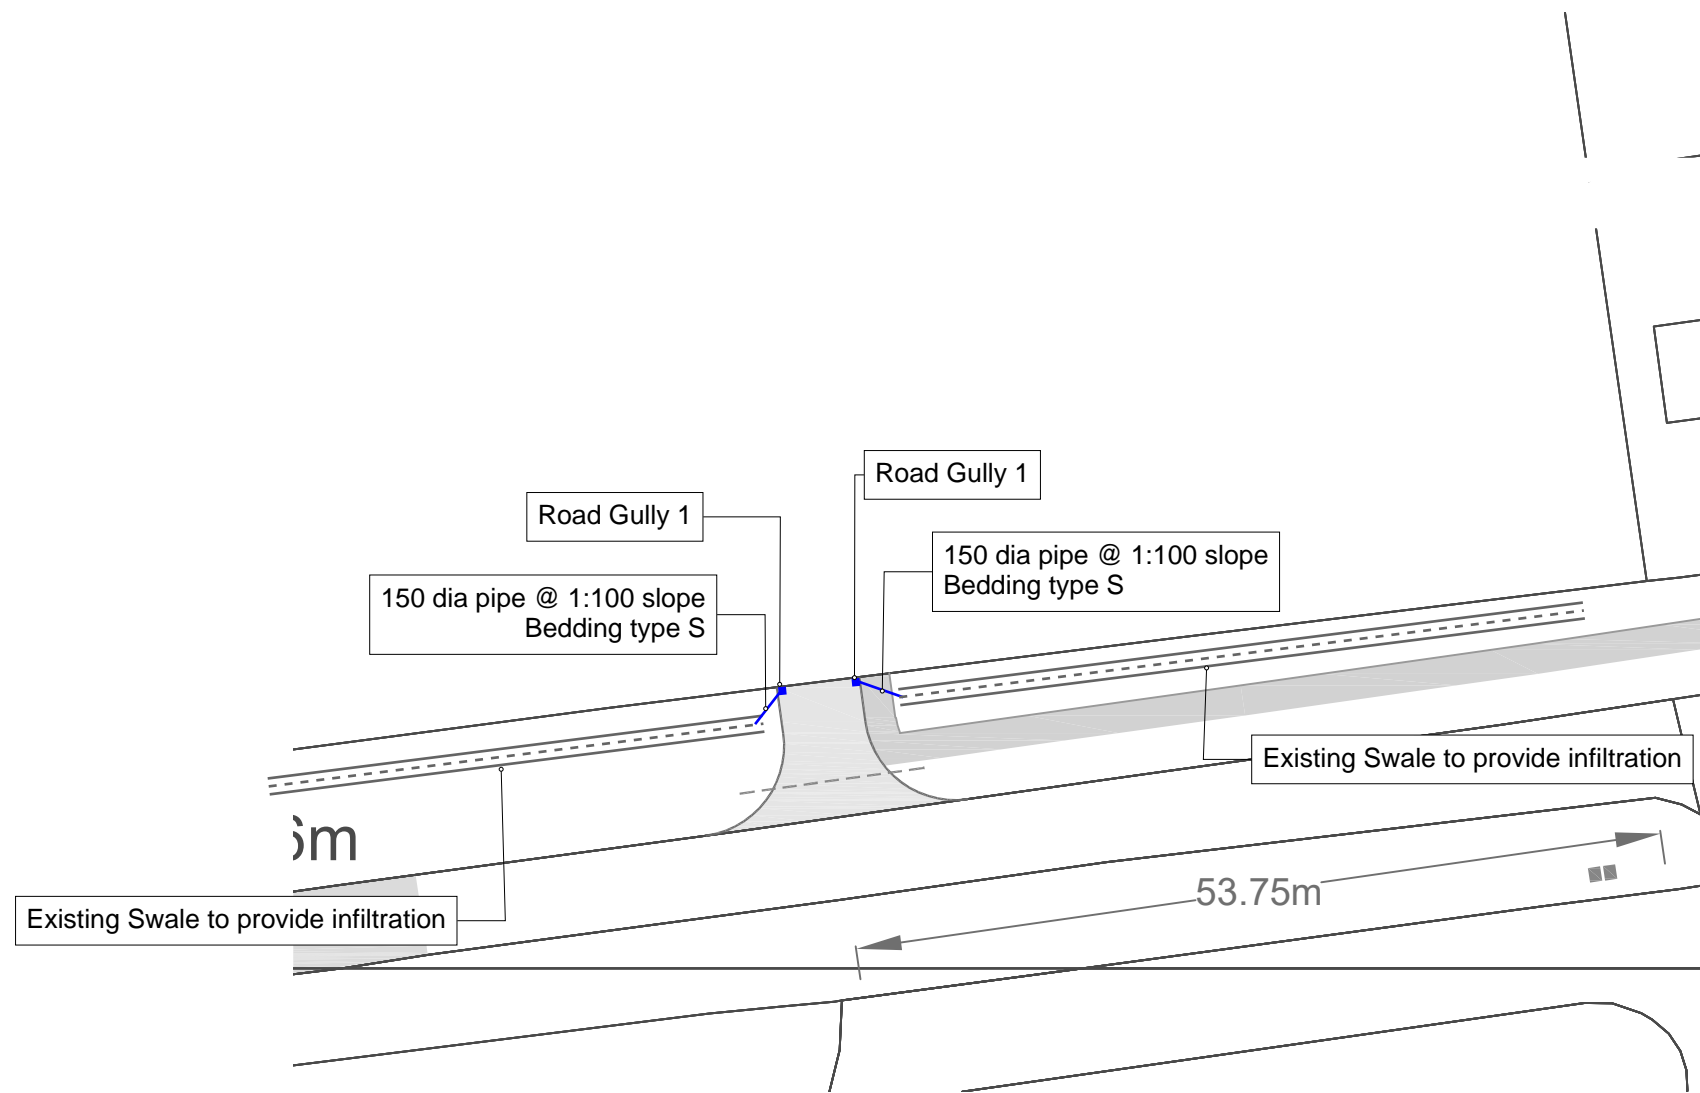 Road Gully 1
Road Gully 1
150 dia pipe @ 1:100 slope
Bedding type S
150 dia pipe @ 1:100 slope
Bedding type S
Existing Swale to provide infiltration
53.75m
Existing Swale to provide infiltration